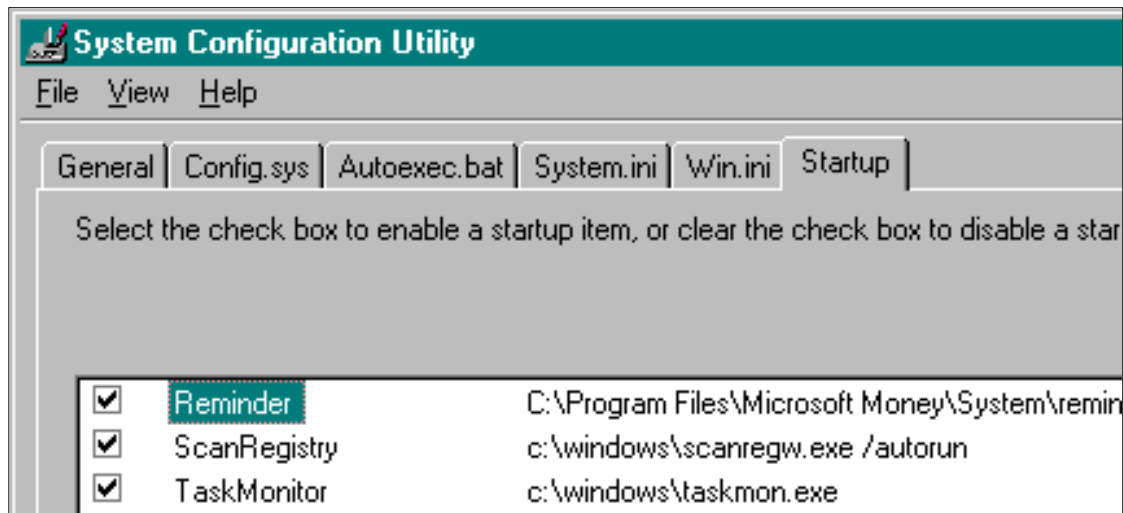 System Configuration Utility
File View Help
General Config.sys Autoexec.bat System.ini Win.ini Startup
Select the check box to enable a startup item, or clear the check box to disable a star
Reminder C:\Program Files\Microsoft Money\System\remin
ScanRegistry c:\windows\scanregw.exe /autorun
TaskMonitor c:\windows\taskmon.exe